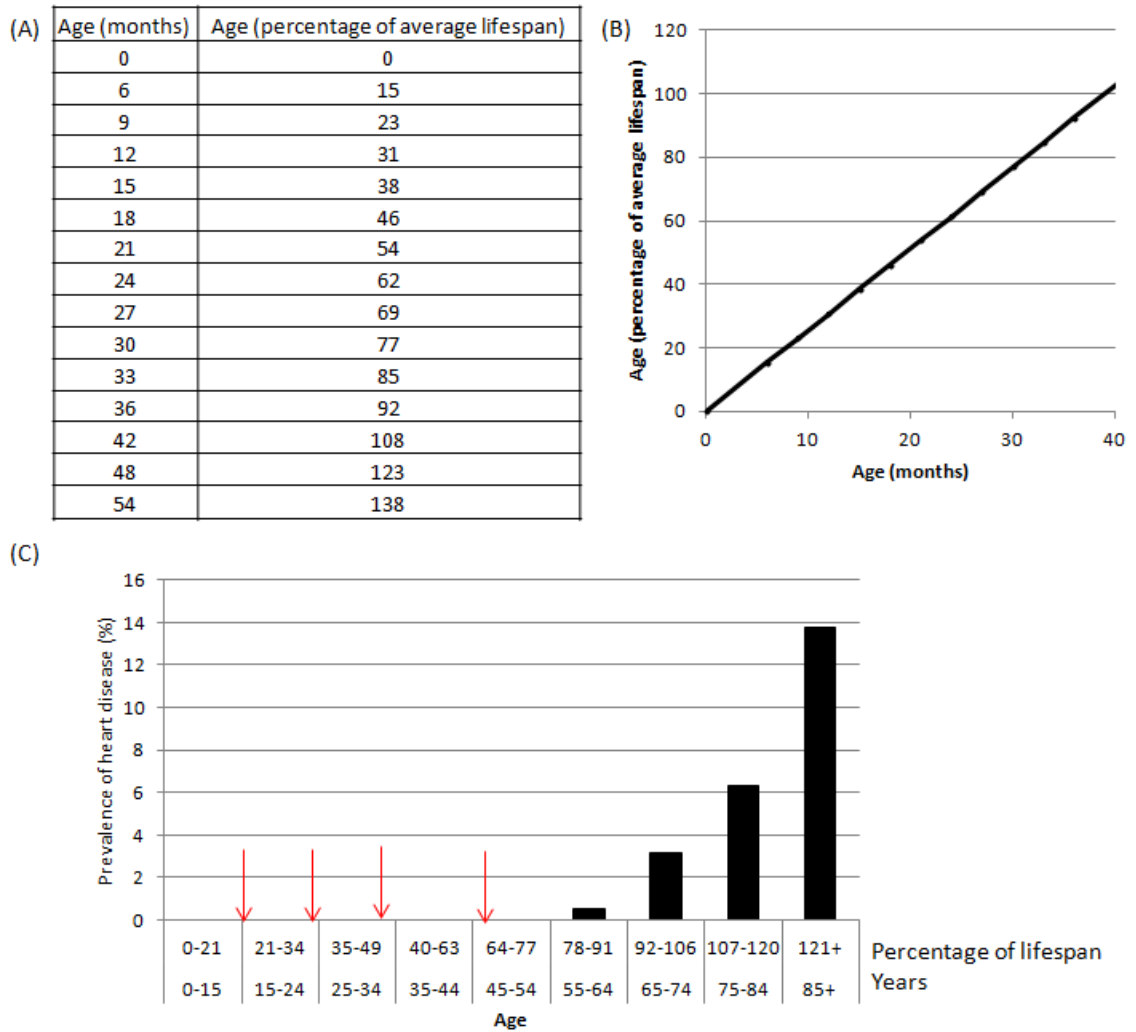 (A)
Age (months) Age (percentage of average lifespan)
0 0
6 15
9 23
12 31
15 38
18 46
21 54
24 62
27 69
30 77
33 85
36 92
42 108
48 123
54 138
(B)
Age (percentage of average lifespan)
120
100
80
60
40
20
0
0 10 20 30 40
Age (months)
(C)
Prevalence of heart disease (%)
16
14
12
10
8
6
4
2
0
0-21 21-34 35-49 40-63 64-77 78-91 92-106 107-120 121+ Percentage of lifespan
0-15 15-24 25-34 35-44 45-54 55-64 65-74 75-84 85+ Years
Age